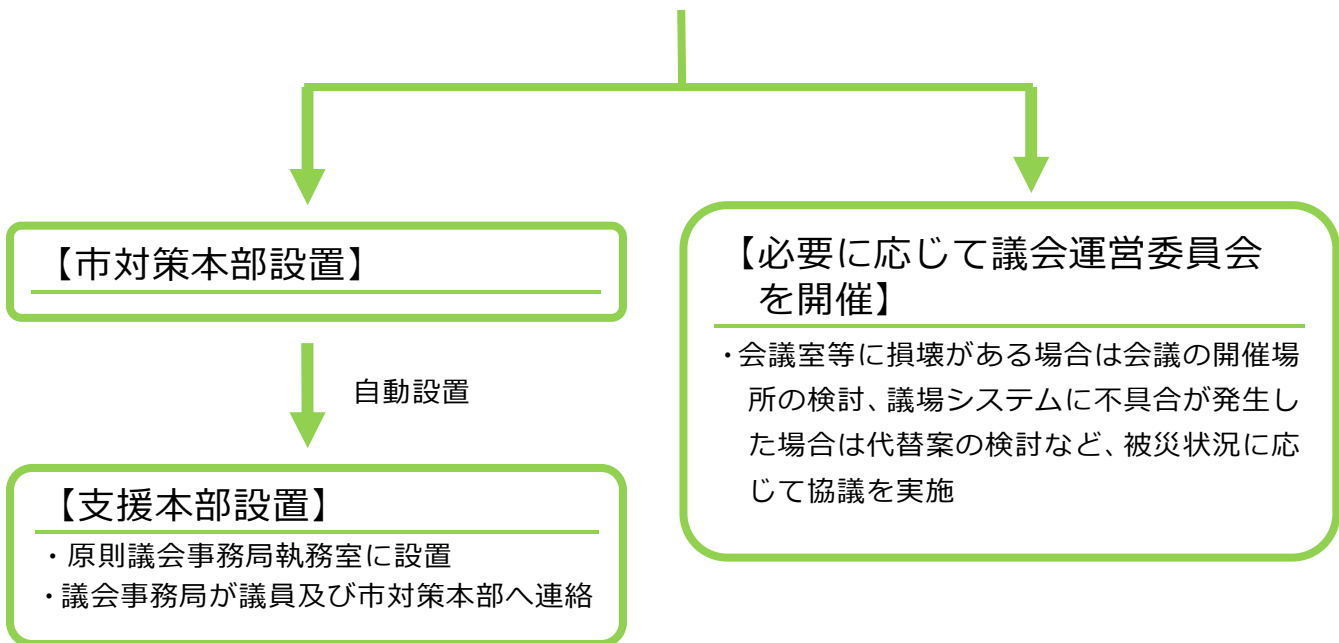 【市対策本部設置】
自動設置
【支援本部設置】
・原則議会事務局執務室に設置
・議会事務局が議員及び市対策本部へ連絡
【必要に応じて議会運営委員会
を開催】
・会議室等に損壊がある場合は会議の開催場
所の検討、議場システムに不具合が発生し
た場合は代替案の検討など、被災状況に応
じて協議を実施